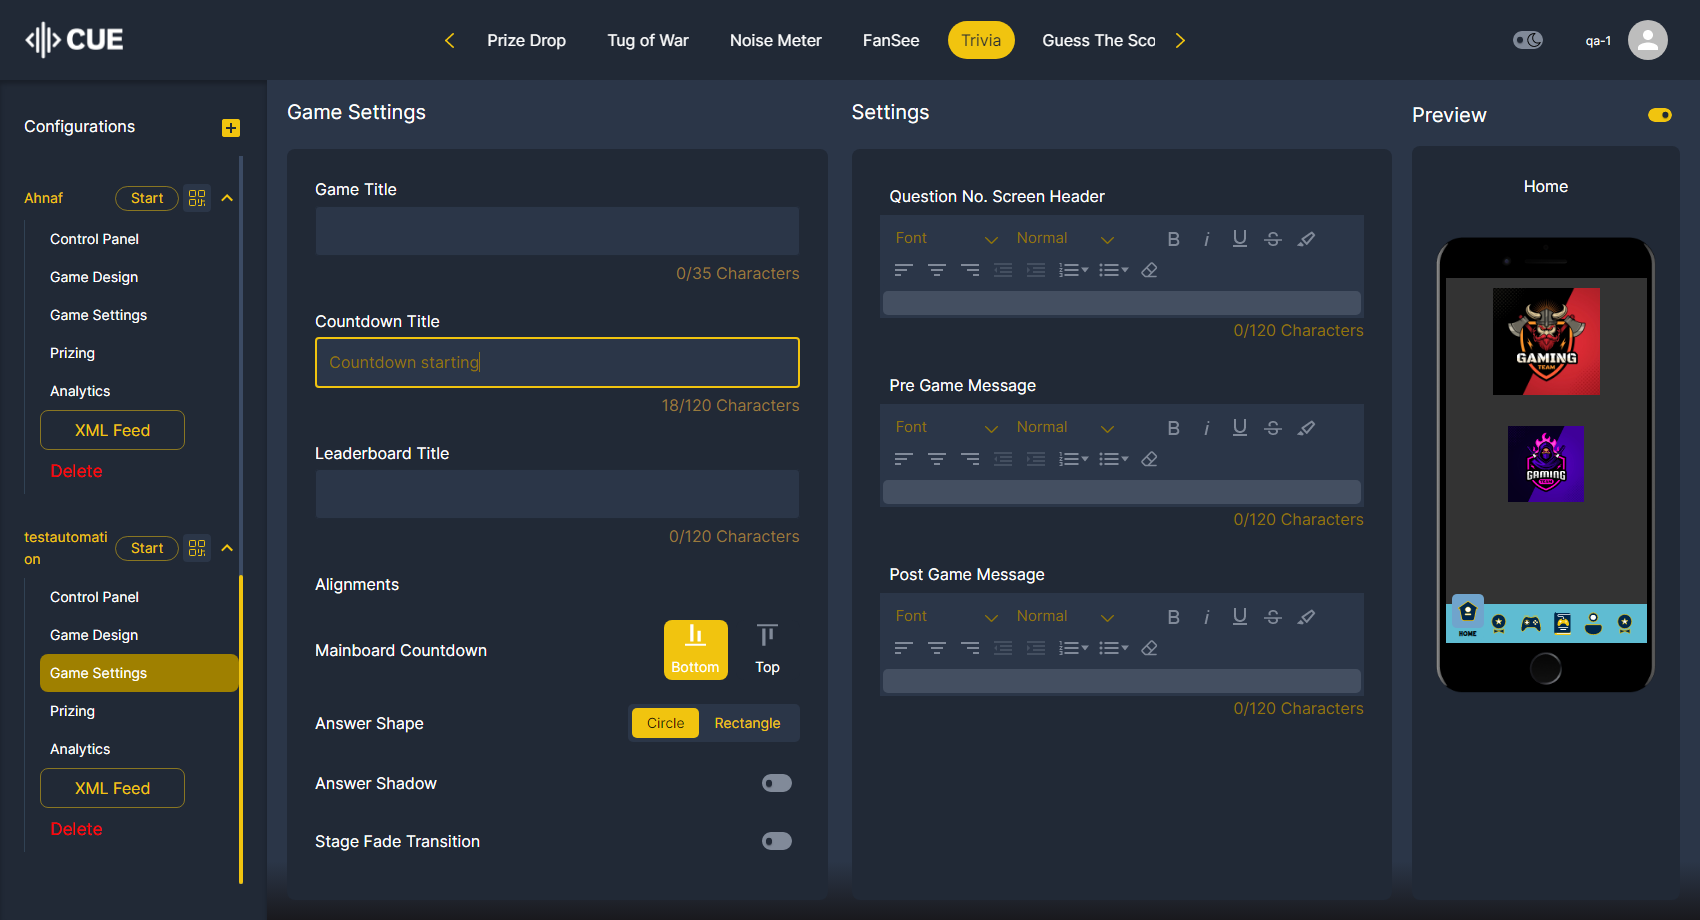 CUE
Prize Drop
Tug of War
Noise Meter
FanSee
Trivia
Guess The Sco
qa-1
Configurations
Ahnaf
Start
Control Panel
Game Design
Game Settings
Prizing
Analytics
XML Feed
Delete
testautomati
on
Start
Control Panel
Game Design
Game Settings
Prizing
Analytics
XML Feed
Delete
Game Settings
Game Title
0/35 Characters
Countdown Title
Countdown starting
18/120 Characters
Leaderboard Title
0/120 Characters
Alignments
Mainboard Countdown
Bottom
Top
Answer Shape
Circle
Rectangle
Answer Shadow
Stage Fade Transition
Settings
Question No. Screen Header
Font
Normal
B i U S
0/120 Characters
Pre Game Message
Font
Normal
B i U S
0/120 Characters
Post Game Message
Font
Normal
B i U S
0/120 Characters
Preview
Home
GAMING
TEAM
GAMING
TEAM
HOME